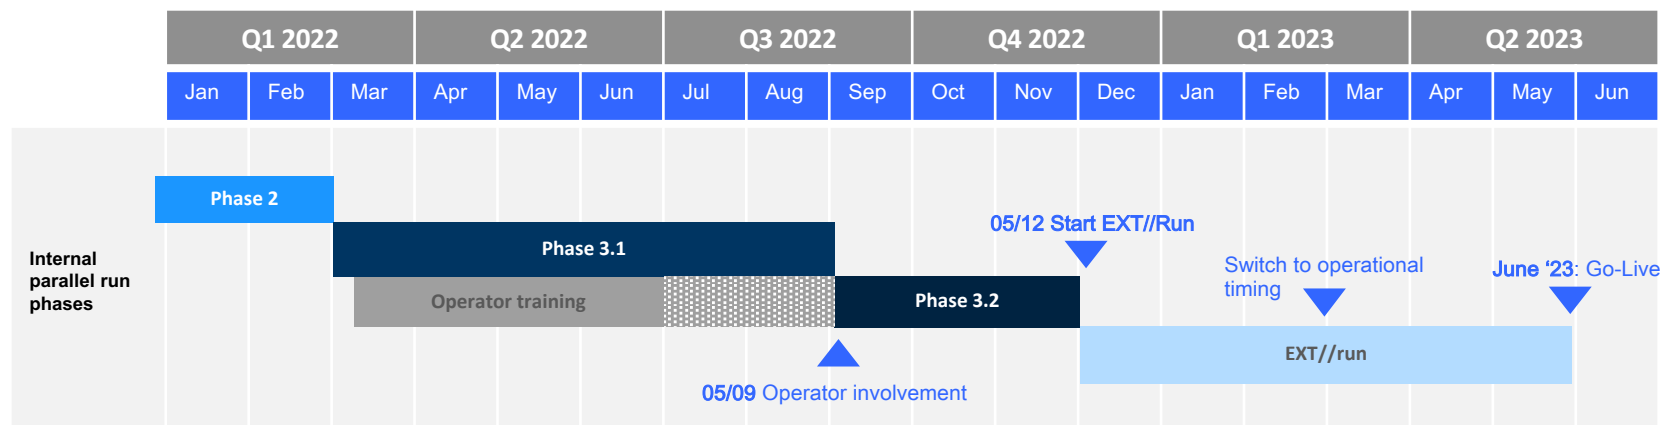 Q1 2022 Q2 2022 Q3 2022 Q4 2022 Q1 2023 Q2 2023
Jan Feb Mar Apr May Jun Jul Aug Sep Oct Nov Dec Jan Feb Mar Apr May Jun
Phase 2
Internal
parallel run
phases
Phase 3.1
05/12 Start EXT//Run
Switch to operational
timing
June ‘23: Go-Live
Operator training
Phase 3.2
EXT//run
05/09 Operator involvement